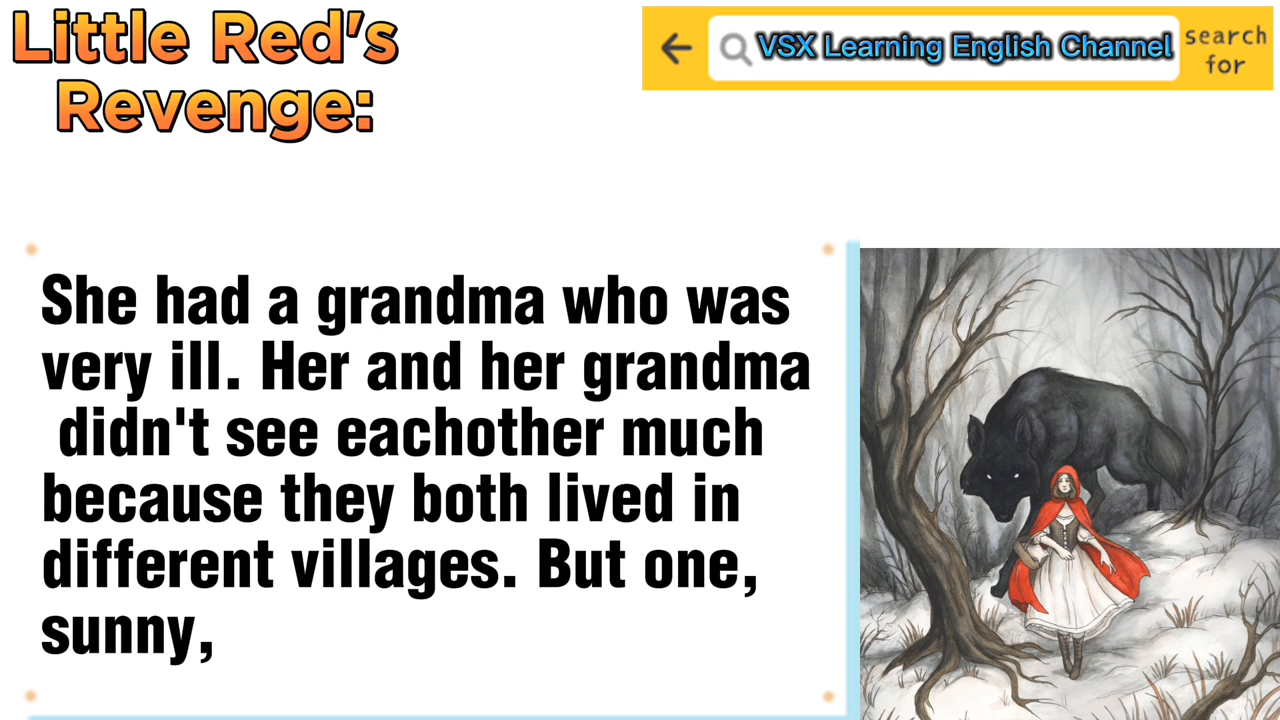 Little Red's
Revenge:
VSX Learning English Channel
search
for
She had a grandma who was
very ill. Her and her grandma
didn't see eachother much
because they both lived in
different villages. But one,
sunny,